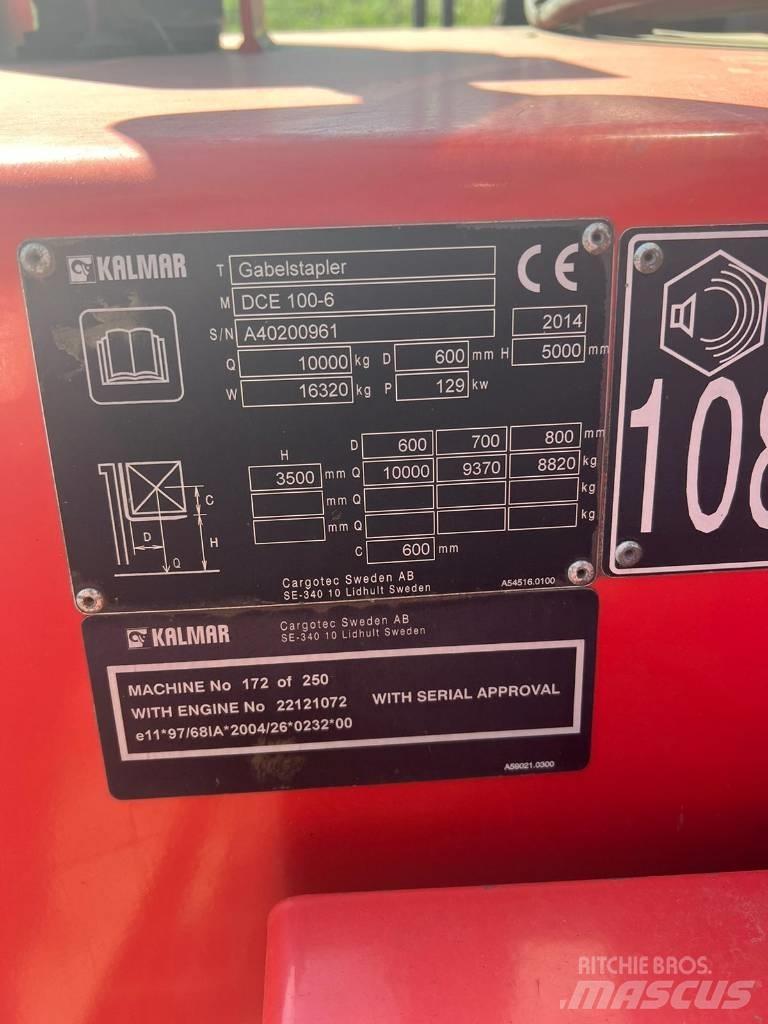 KALMAR
T Gabelstapler
M DCE 100-6
S/N A40200961 2014
Q 10000 kg D 600 mm H 5000 mm
W 16320 kg P 129 kw
CE
108
D 600 700 800 mm
H 3500 mm Q 10000 9370 8820 kg
mm Q kg
mm Q kg
C 600 mm
C
D H
Q
Cargotec Sweden AB
SE-340 10 Lidhult Sweden A54516.0100
KALMAR Cargotec Sweden AB
SE-340 10 Lidhult Sweden
MACHINE No 172 of 250
WITH ENGINE No 22121072 WITH SERIAL APPROVAL
e11*97/68IA*2004/26*0232*00
A59021.0300
RITCHIE BROS.
MASCUS